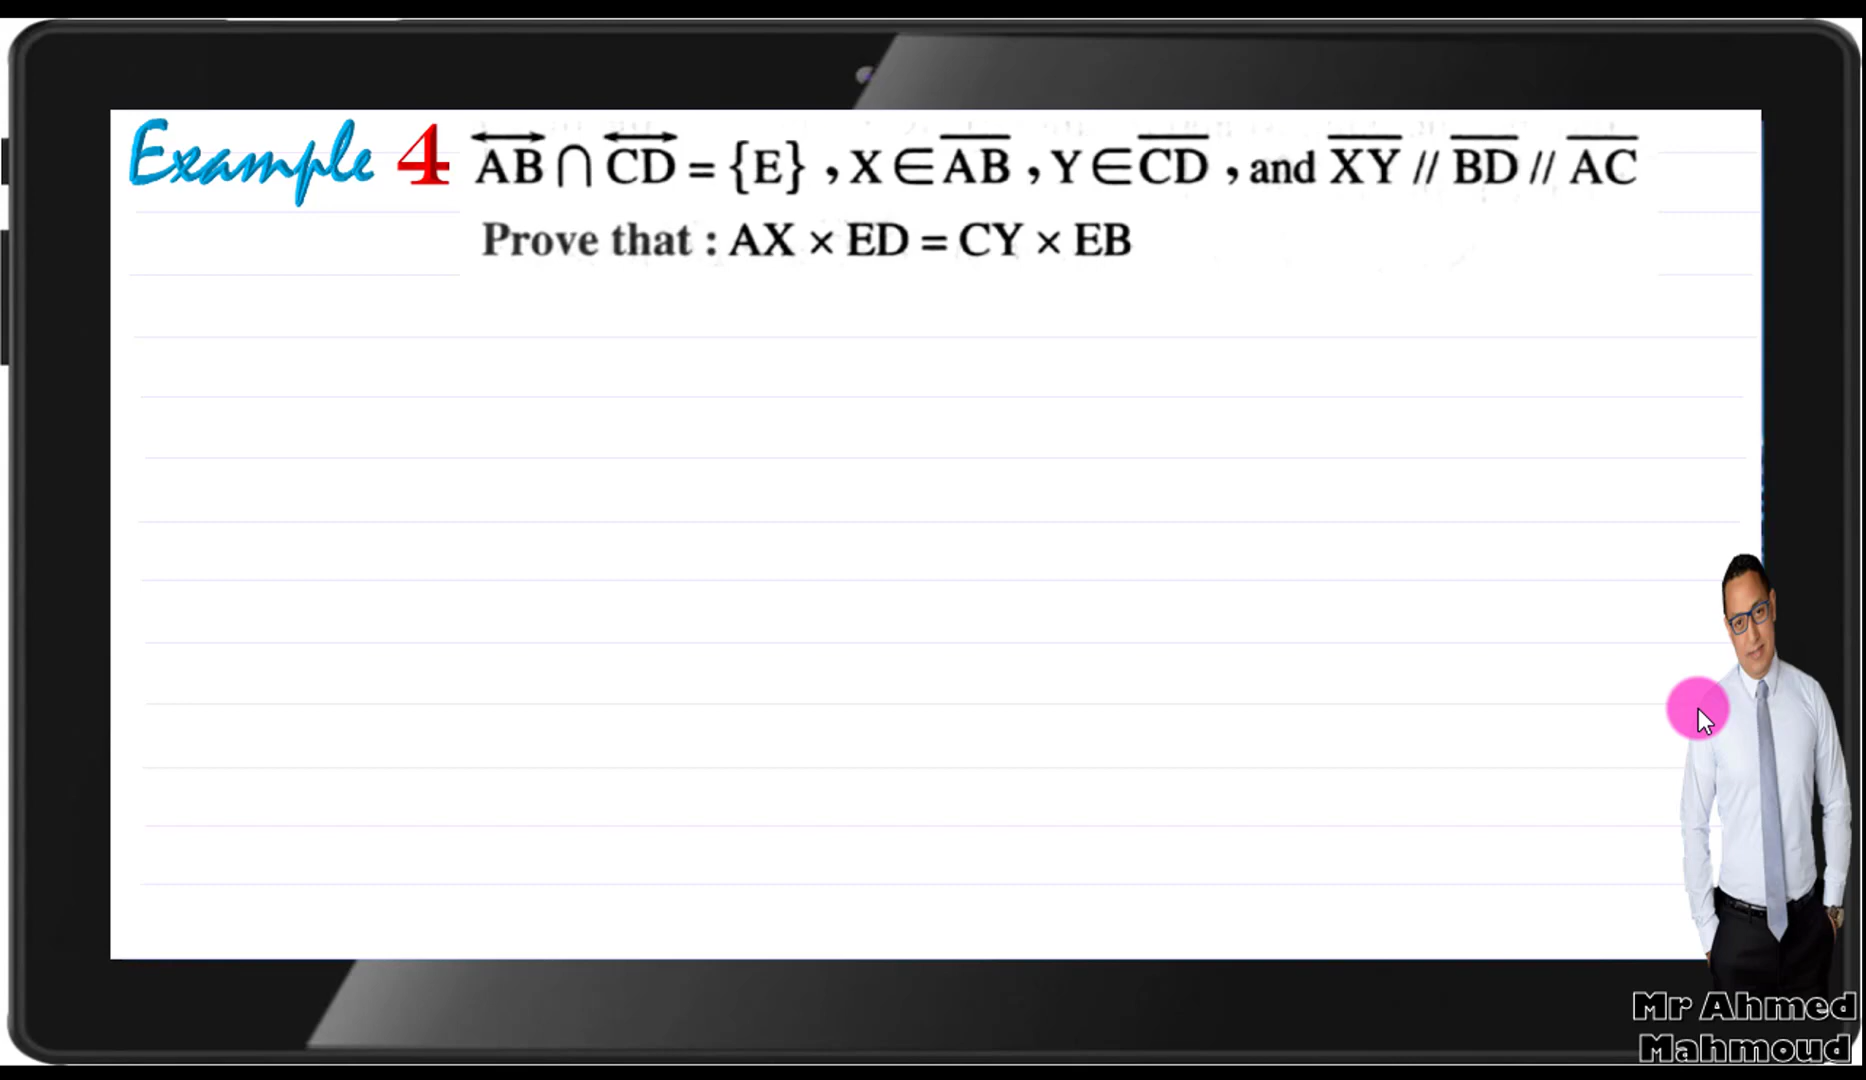 Example 4 AB ∩ CD = {E} , X ∈ AB , Y ∈ CD , and XY // BD // AC
Prove that : AX × ED = CY × EB
Mr Ahmed
Mahmoud